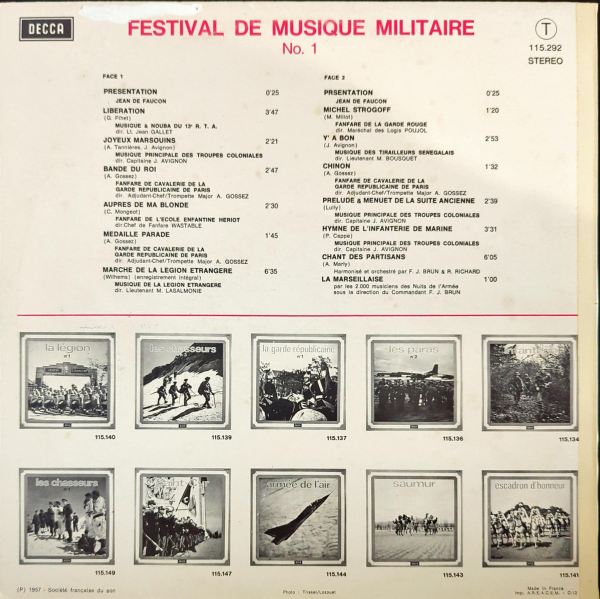 DECCA
FESTIVAL DE MUSIQUE MILITAIRE
No. 1
T
115.292
STEREO
FACE 1
PRESENTATION 0'25
JEAN DE FAUCON
LIBERATION 3'47
(G. Pihet)
MUSIQUE & NOUBA DU 13e R. T. A.
dir. Lt. Jean GALLET
JOYEUX MARSOUINS 2'21
(A. Tannières, J. Avignon)
MUSIQUE PRINCIPALE DES TROUPES COLONIALES
dir. Capitaine J. AVIGNON
BANDE DU ROI 2'47
(A. Gossez)
FANFARE DE CAVALERIE DE LA
GARDE REPUBLICAINE DE PARIS
dir. Adjudant-Chef/Trompette Major A. GOSSEZ
AUPRES DE MA BLONDE 2'30
(C. Mongeot)
FANFARE DE L'ECOLE ENFANTINE HERIOT
dir. Chef de Fanfare WASTABLE
MEDAILLE PARADE 1'45
(A. Gossez)
FANFARE DE CAVALERIE DE LA
GARDE REPUBLICAINE DE PARIS
dir. Adjudant-Chef/Trompette Major A. GOSSEZ
MARCHE DE LA LEGION ETRANGERE 6'35
(Wilhems) (enregistrement intégral)
MUSIQUE DE LA LEGION ETRANGERE
dir. Lieutenant M. LASALMONIE
FACE 2
PRSENTATION 0'25
JEAN DE FAUCON
MICHEL STROGOFF 1'20
(M. Millot)
FANFARE DE LA GARDE ROUGE
dir. Maréchal des Logis POUJOL
Y' A BON 2'53
(J. Avignon)
MUSIQUE DES TIRAILLEURS SENEGALAIS
dir. Lieutenant M. BOUSQUET
CHINON 1'32
(A. Gossez)
FANFARE DE CAVALERIE DE LA
GARDE REPUBLICAINE DE PARIS
dir. Adjudant-Chef/Trompette Major A. GOSSEZ
PRELUDE & MENUET DE LA SUITE ANCIENNE 2'39
(Lully)
MUSIQUE PRINCIPALE DES TROUPES COLONIALES
dir. Capitaine J. AVIGNON
HYMNE DE L'INFANTERIE DE MARINE 3'31
(P. Cappe)
MUSIQUE PRINCIPALE DES TROUPES COLONIALES
dir. Capitaine J. AVIGNON
CHANT DES PARTISANS 6'05
(A. Marly)
Harmonisé et orchestré par F. J. BRUN & R. RICHARD
LA MARSEILLAISE 1'00
par les 2.000 musiciens des Nuits de l'Armée
sous la direction du Commandant F. J. BRUN
la légion
n°1
les chasseurs
la garde républicaine
n°1
les paras
n°2
115.140
115.139
115.137
115.136
115.134
les chasseurs
armée de l'air
saumur
escadron d'honneur
115.149
115.147
115.144
115.143
115.141
(P) 1957 - Société française du son
Photo :
Made in France
Imp. A.R.E.A.C.E.M. - C.I.2